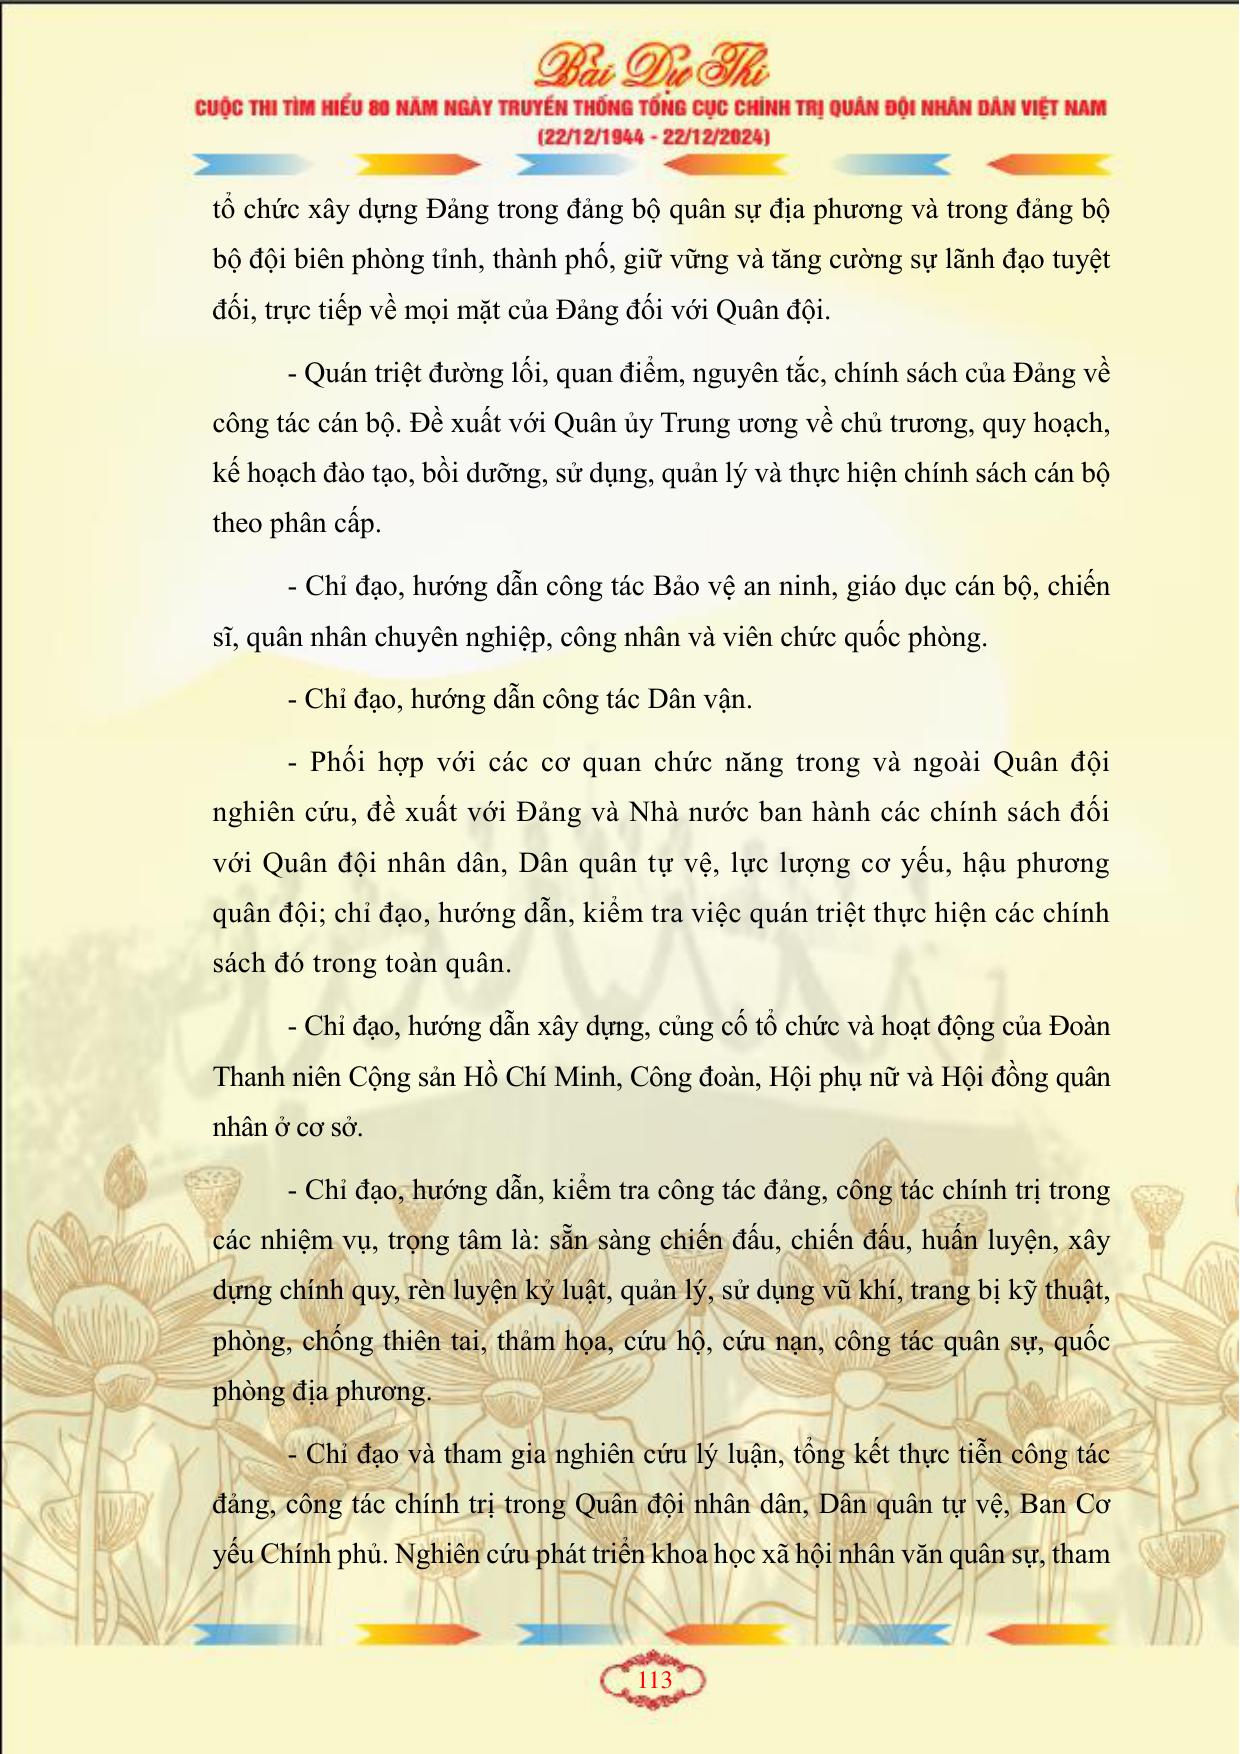 Bài Dự Thi
CUỘC THI TÌM HIỂU 80 NĂM NGÀY TRUYỀN THỐNG TỔNG CỤC CHÍNH TRỊ QUÂN ĐỘI NHÂN DÂN VIỆT NAM
(22/12/1944 - 22/12/2024)
tổ chức xây dựng Đảng trong đảng bộ quân sự địa phương và trong đảng bộ
bộ đội biên phòng tỉnh, thành phố, giữ vững và tăng cường sự lãnh đạo tuyệt
đối, trực tiếp về mọi mặt của Đảng đối với Quân đội.
- Quán triệt đường lối, quan điểm, nguyên tắc, chính sách của Đảng về
công tác cán bộ. Đề xuất với Quân ủy Trung ương về chủ trương, quy hoạch,
kế hoạch đào tạo, bồi dưỡng, sử dụng, quản lý và thực hiện chính sách cán bộ
theo phân cấp.
- Chỉ đạo, hướng dẫn công tác Bảo vệ an ninh, giáo dục cán bộ, chiến
sĩ, quân nhân chuyên nghiệp, công nhân và viên chức quốc phòng.
- Chỉ đạo, hướng dẫn công tác Dân vận.
- Phối hợp với các cơ quan chức năng trong và ngoài Quân đội
nghiên cứu, đề xuất với Đảng và Nhà nước ban hành các chính sách đối
với Quân đội nhân dân, Dân quân tự vệ, lực lượng cơ yếu, hậu phương
quân đội; chỉ đạo, hướng dẫn, kiểm tra việc quán triệt thực hiện các chính
sách đó trong toàn quân.
- Chỉ đạo, hướng dẫn xây dựng, củng cố tổ chức và hoạt động của Đoàn
Thanh niên Cộng sản Hồ Chí Minh, Công đoàn, Hội phụ nữ và Hội đồng quân
nhân ở cơ sở.
- Chỉ đạo, hướng dẫn, kiểm tra công tác đảng, công tác chính trị trong
các nhiệm vụ, trọng tâm là: sẵn sàng chiến đấu, chiến đấu, huấn luyện, xây
dựng chính quy, rèn luyện kỷ luật, quản lý, sử dụng vũ khí, trang bị kỹ thuật,
phòng, chống thiên tai, thảm họa, cứu hộ, cứu nạn, công tác quân sự, quốc
phòng địa phương.
- Chỉ đạo và tham gia nghiên cứu lý luận, tổng kết thực tiễn công tác
đảng, công tác chính trị trong Quân đội nhân dân, Dân quân tự vệ, Ban Cơ
yếu Chính phủ. Nghiên cứu phát triển khoa học xã hội nhân văn quân sự, tham
113